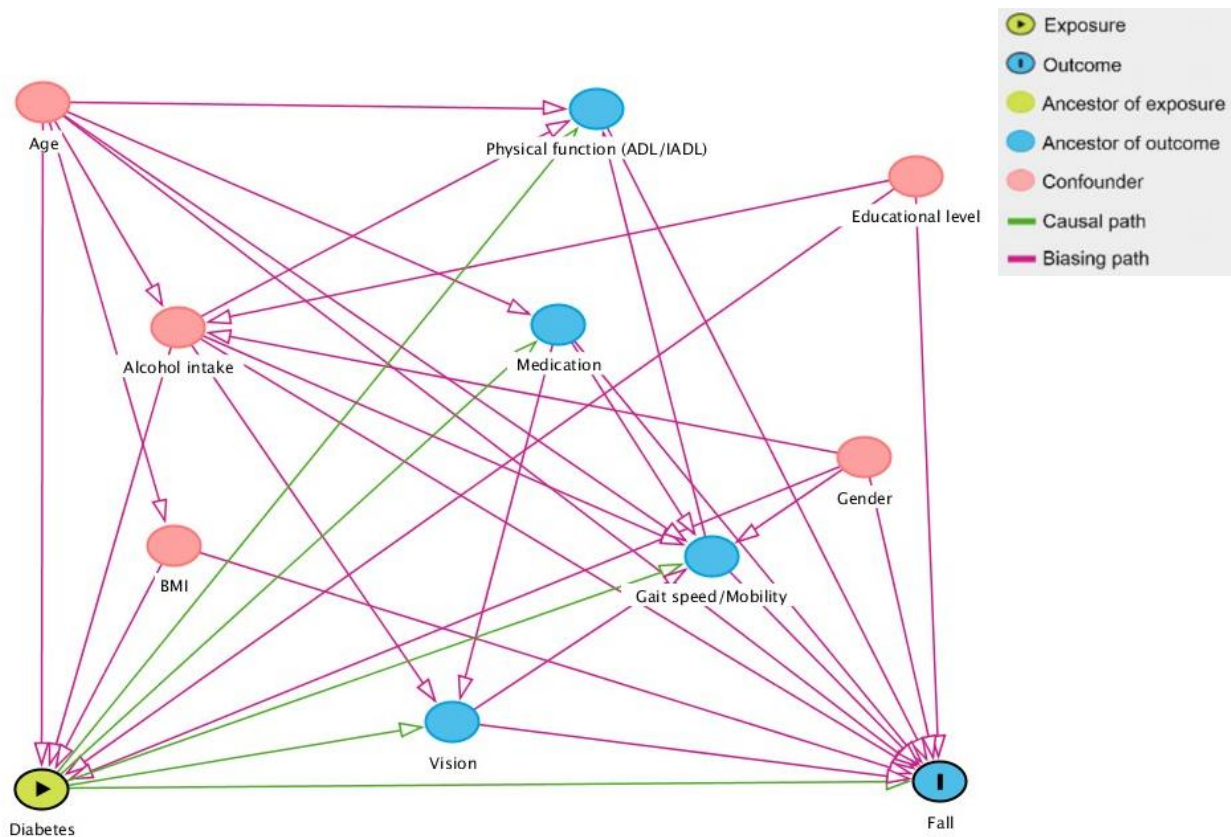 Age
Physical function (ADL/IADL)
Educational level
Alcohol intake
Medication
Gender
BMI
Gait speed/Mobility
Vision
Diabetes
Fall
Exposure
Outcome
Ancestor of exposure
Ancestor of outcome
Confounder
Causal path
Biasing path